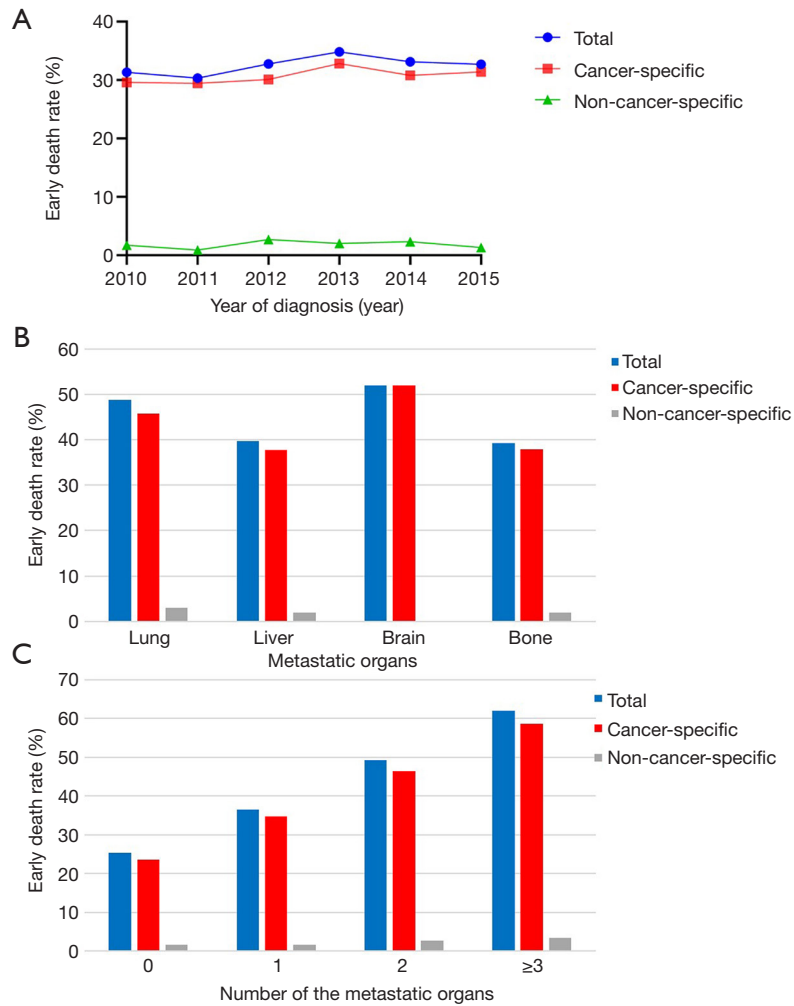 A
Early death rate (%)
40
30
20
10
0
2010 2011 2012 2013 2014 2015
Year of diagnosis (year)
Total
Cancer-specific
Non-cancer-specific
B
Early death rate (%)
60
50
40
30
20
10
0
Lung Liver Brain Bone
Metastatic organs
Total
Cancer-specific
Non-cancer-specific
C
Early death rate (%)
70
60
50
40
30
20
10
0
0 1 2 ≥3
Number of the metastatic organs
Total
Cancer-specific
Non-cancer-specific